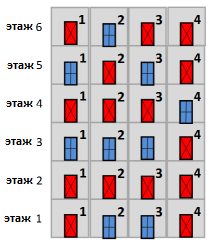 этаж 6 1 2 3 4
этаж 5 1 2 3 4
этаж 4 1 2 3 4
этаж 3 1 2 3 4
этаж 2 1 2 3 4
этаж 1 1 2 3 4